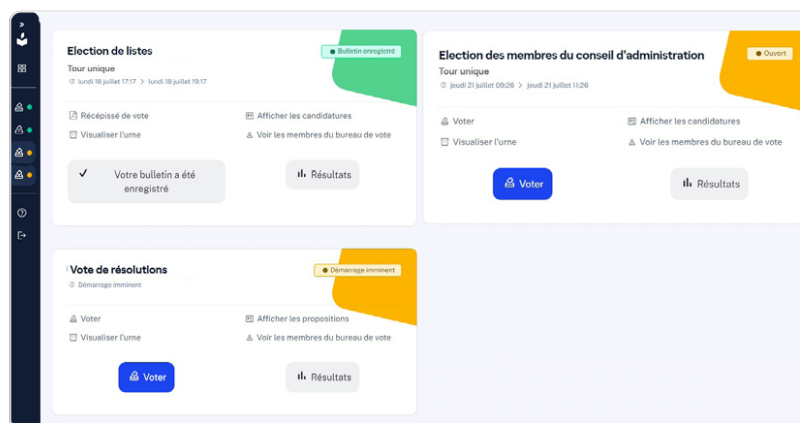 Election de listes
Bulletin enregistré
Tour unique
lundi 18 juillet 17:17 > lundi 18 juillet 19:17
Récépissé de vote
Afficher les candidatures
Visualiser l'urne
Voir les membres du bureau de vote
Votre bulletin a été
enregistré
Résultats
Election des membres du conseil d'administration
Ouvert
Tour unique
jeudi 21 juillet 09:26 > jeudi 21 juillet 11:26
Voter
Afficher les candidatures
Visualiser l'urne
Voir les membres du bureau de vote
Voter
Résultats
Vote de résolutions
Démarrage imminent
Démarrage imminent
Voter
Afficher les propositions
Visualiser l'urne
Voir les membres du bureau de vote
Voter
Résultats